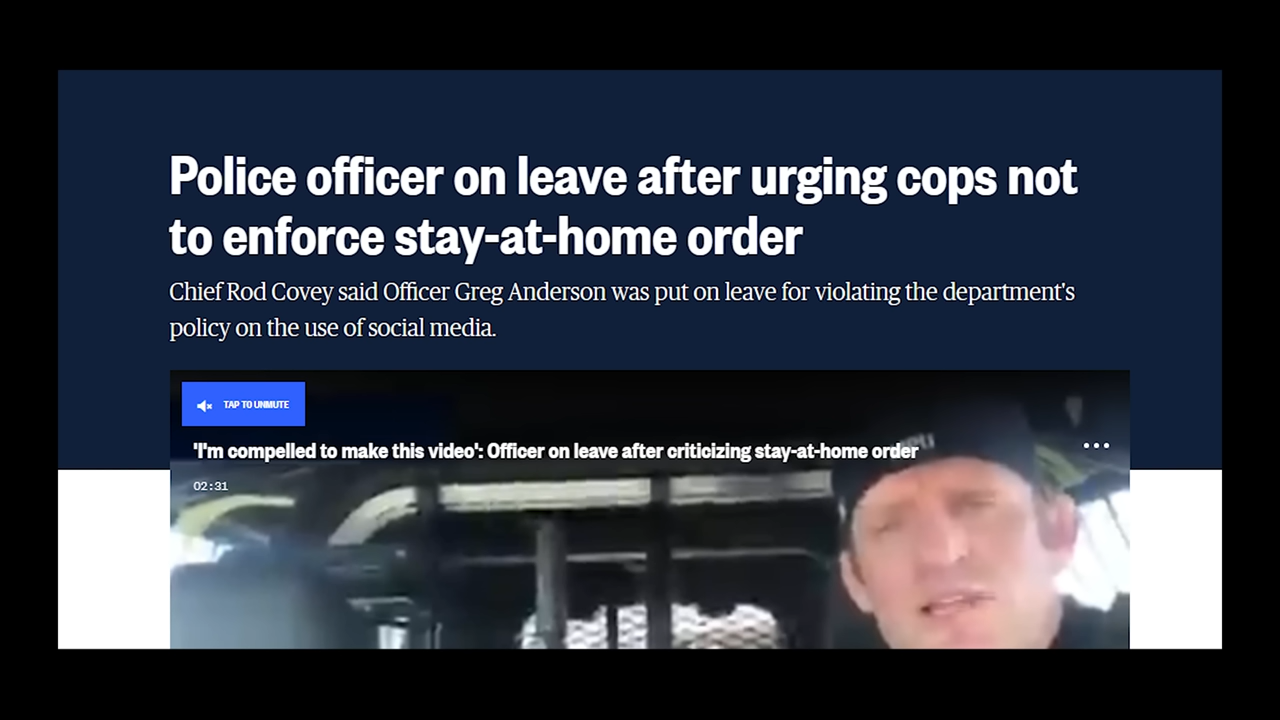 Police officer on leave after urging cops not
to enforce stay-at-home order
Chief Rod Covey said Officer Greg Anderson was put on leave for violating the department's
policy on the use of social media.
TAP TO UNMUTE
'I'm compelled to make this video': Officer on leave after criticizing stay-at-home order
02:31